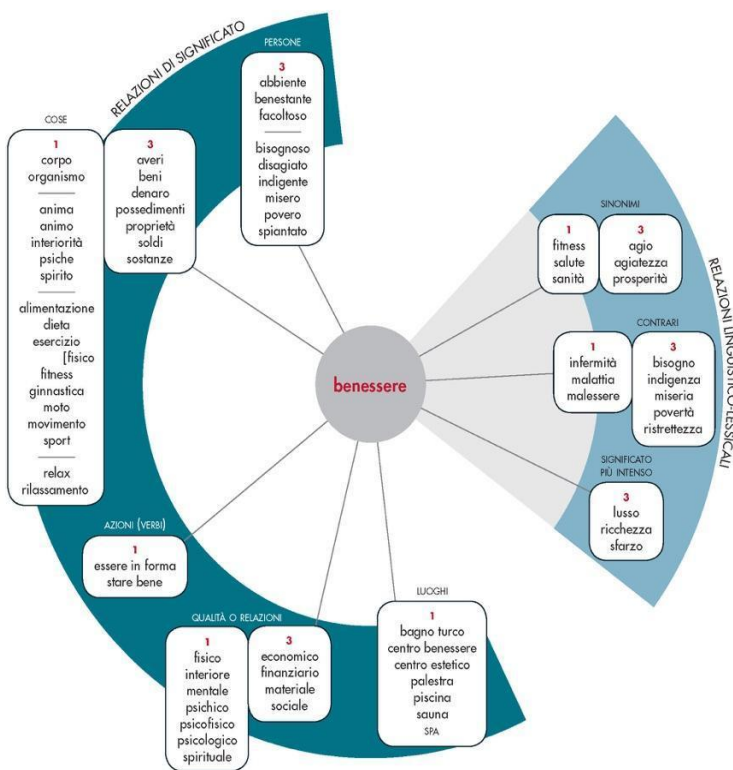 RELAZIONI DI SIGNIFICATO
COSE
1
corpo
organismo
anima
animo
interiorità
psiche
spirito
alimentazione
dieta
esercizio
[fisico
fitness
ginnastica
moto
movimento
sport
relax
rilassamento
3
averi
beni
denaro
possedimenti
proprietà
soldi
sostanze
PERSONE
3
abbiente
benestante
facoltoso
bisognoso
disagiato
indigente
misero
povero
spiantato
benessere
AZIONI (VERBI)
1
essere in forma
stare bene
QUALITÀ O RELAZIONI
1
fisico
interiore
mentale
psichico
psicofisico
psicologico
spirituale
3
economico
finanziario
materiale
sociale
LUOGHI
1
bagno turco
centro benessere
centro estetico
palestra
piscina
sauna
SPA
RELAZIONI LINGUISTICO-LESSICALI
SINONIMI
1
fitness
salute
sanità
3
agio
agiatezza
prosperità
CONTRARI
1
infermità
malattia
malessere
3
bisogno
indigenza
miseria
povertà
ristrettezza
SIGNIFICATO
PIÙ INTENSO
3
lusso
ricchezza
sfarzo